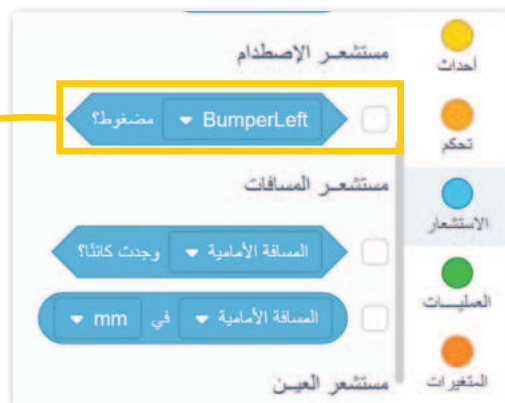 مستشعر الإصطدام
BumperLeft مضغوط؟
مستشعر المسافات
المسافة الأمامية وجدت كائنًا؟
المسافة الأمامية في mm
مستشعر العين
أحداث
تحكم
الاستشعار
العمليات
المتغيرات